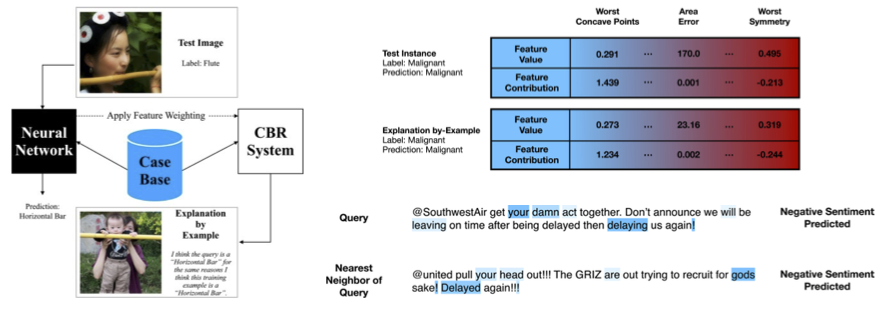 Test Image
Label: Flute
Apply Feature Weighting
Neural
Network
Case
Base
CBR
System
Prediction:
Horizontal Bar
Explanation
by
Example
I think the query is a
"Horizontal Bar" for
the same reasons I
think this training
example is a
"Horizontal Bar".
Worst
Concave Points
Area
Error
Worst
Symmetry
Test Instance
Label: Malignant
Prediction: Malignant
Feature
Value
0.291 ... 170.0 ... 0.495
Feature
Contribution
1.439 ... 0.001 ... -0.213
Explanation by-Example
Label: Malignant
Prediction: Malignant
Feature
Value
0.273 ... 23.16 ... 0.319
Feature
Contribution
1.234 ... 0.002 ... -0.244
Query
@SouthwestAir get your damn act together. Don't announce we will be
leaving on time after being delayed then delaying us again!
Negative Sentiment
Predicted
Nearest
Neighbor of
Query
@united pull your head out!!! The GRIZ are out trying to recruit for gods
sake! Delayed again!!!
Negative Sentiment
Predicted